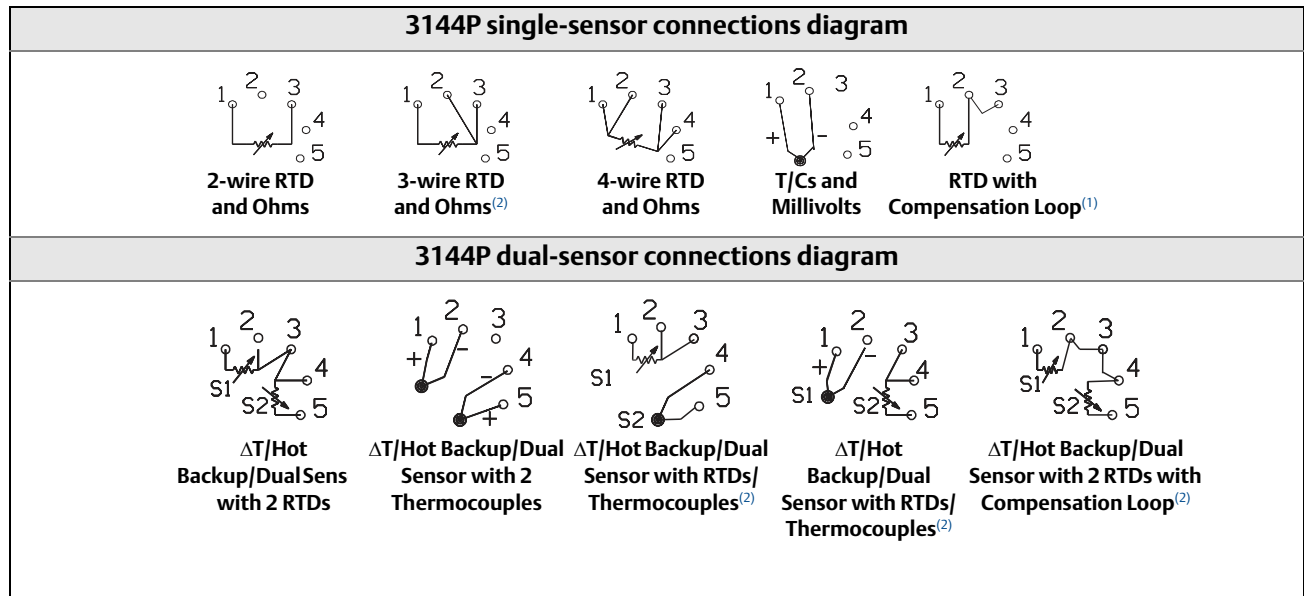 3144P single-sensor connections diagram
1 2 3 4 5
1 2 3 4 5
1 2 3 4 5
1 2 3 4 5 + -
1 2 3 4 5
2-wire RTD
and Ohms
3-wire RTD
and Ohms(2)
4-wire RTD
and Ohms
T/Cs and
Millivolts
RTD with
Compensation Loop(1)
3144P dual-sensor connections diagram
1 2 3 4 5 S1 S2
1 2 3 4 5 + - - +
1 2 3 4 5 S1 S2
1 2 3 4 5 + - S1 S2
1 2 3 4 5 S1 S2
ΔT/Hot
Backup/Dual Sens
with 2 RTDs
ΔT/Hot Backup/Dual
Sensor with 2
Thermocouples
ΔT/Hot Backup/Dual
Sensor with RTDs/
Thermocouples(2)
ΔT/Hot
Backup/Dual
Sensor with RTDs/
Thermocouples(2)
ΔT/Hot Backup/Dual
Sensor with 2 RTDs with
Compensation Loop(2)